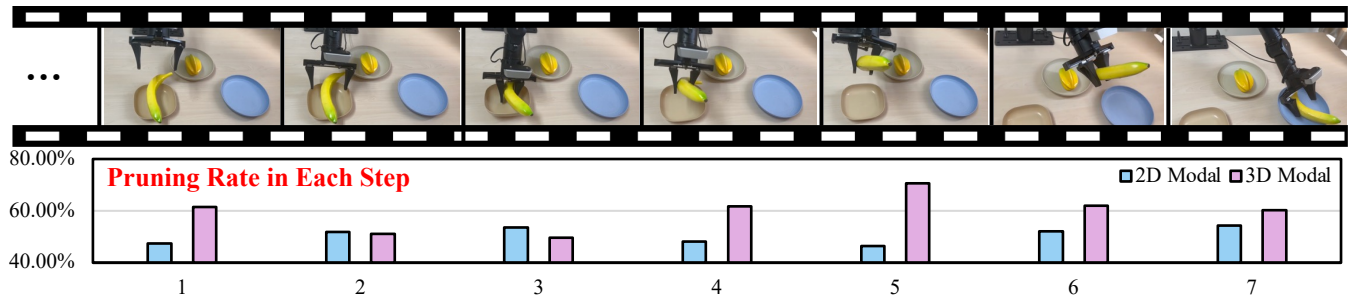 ...
80.00%
Pruning Rate in Each Step
2D Modal 3D Modal
60.00%
40.00%
1 2 3 4 5 6 7